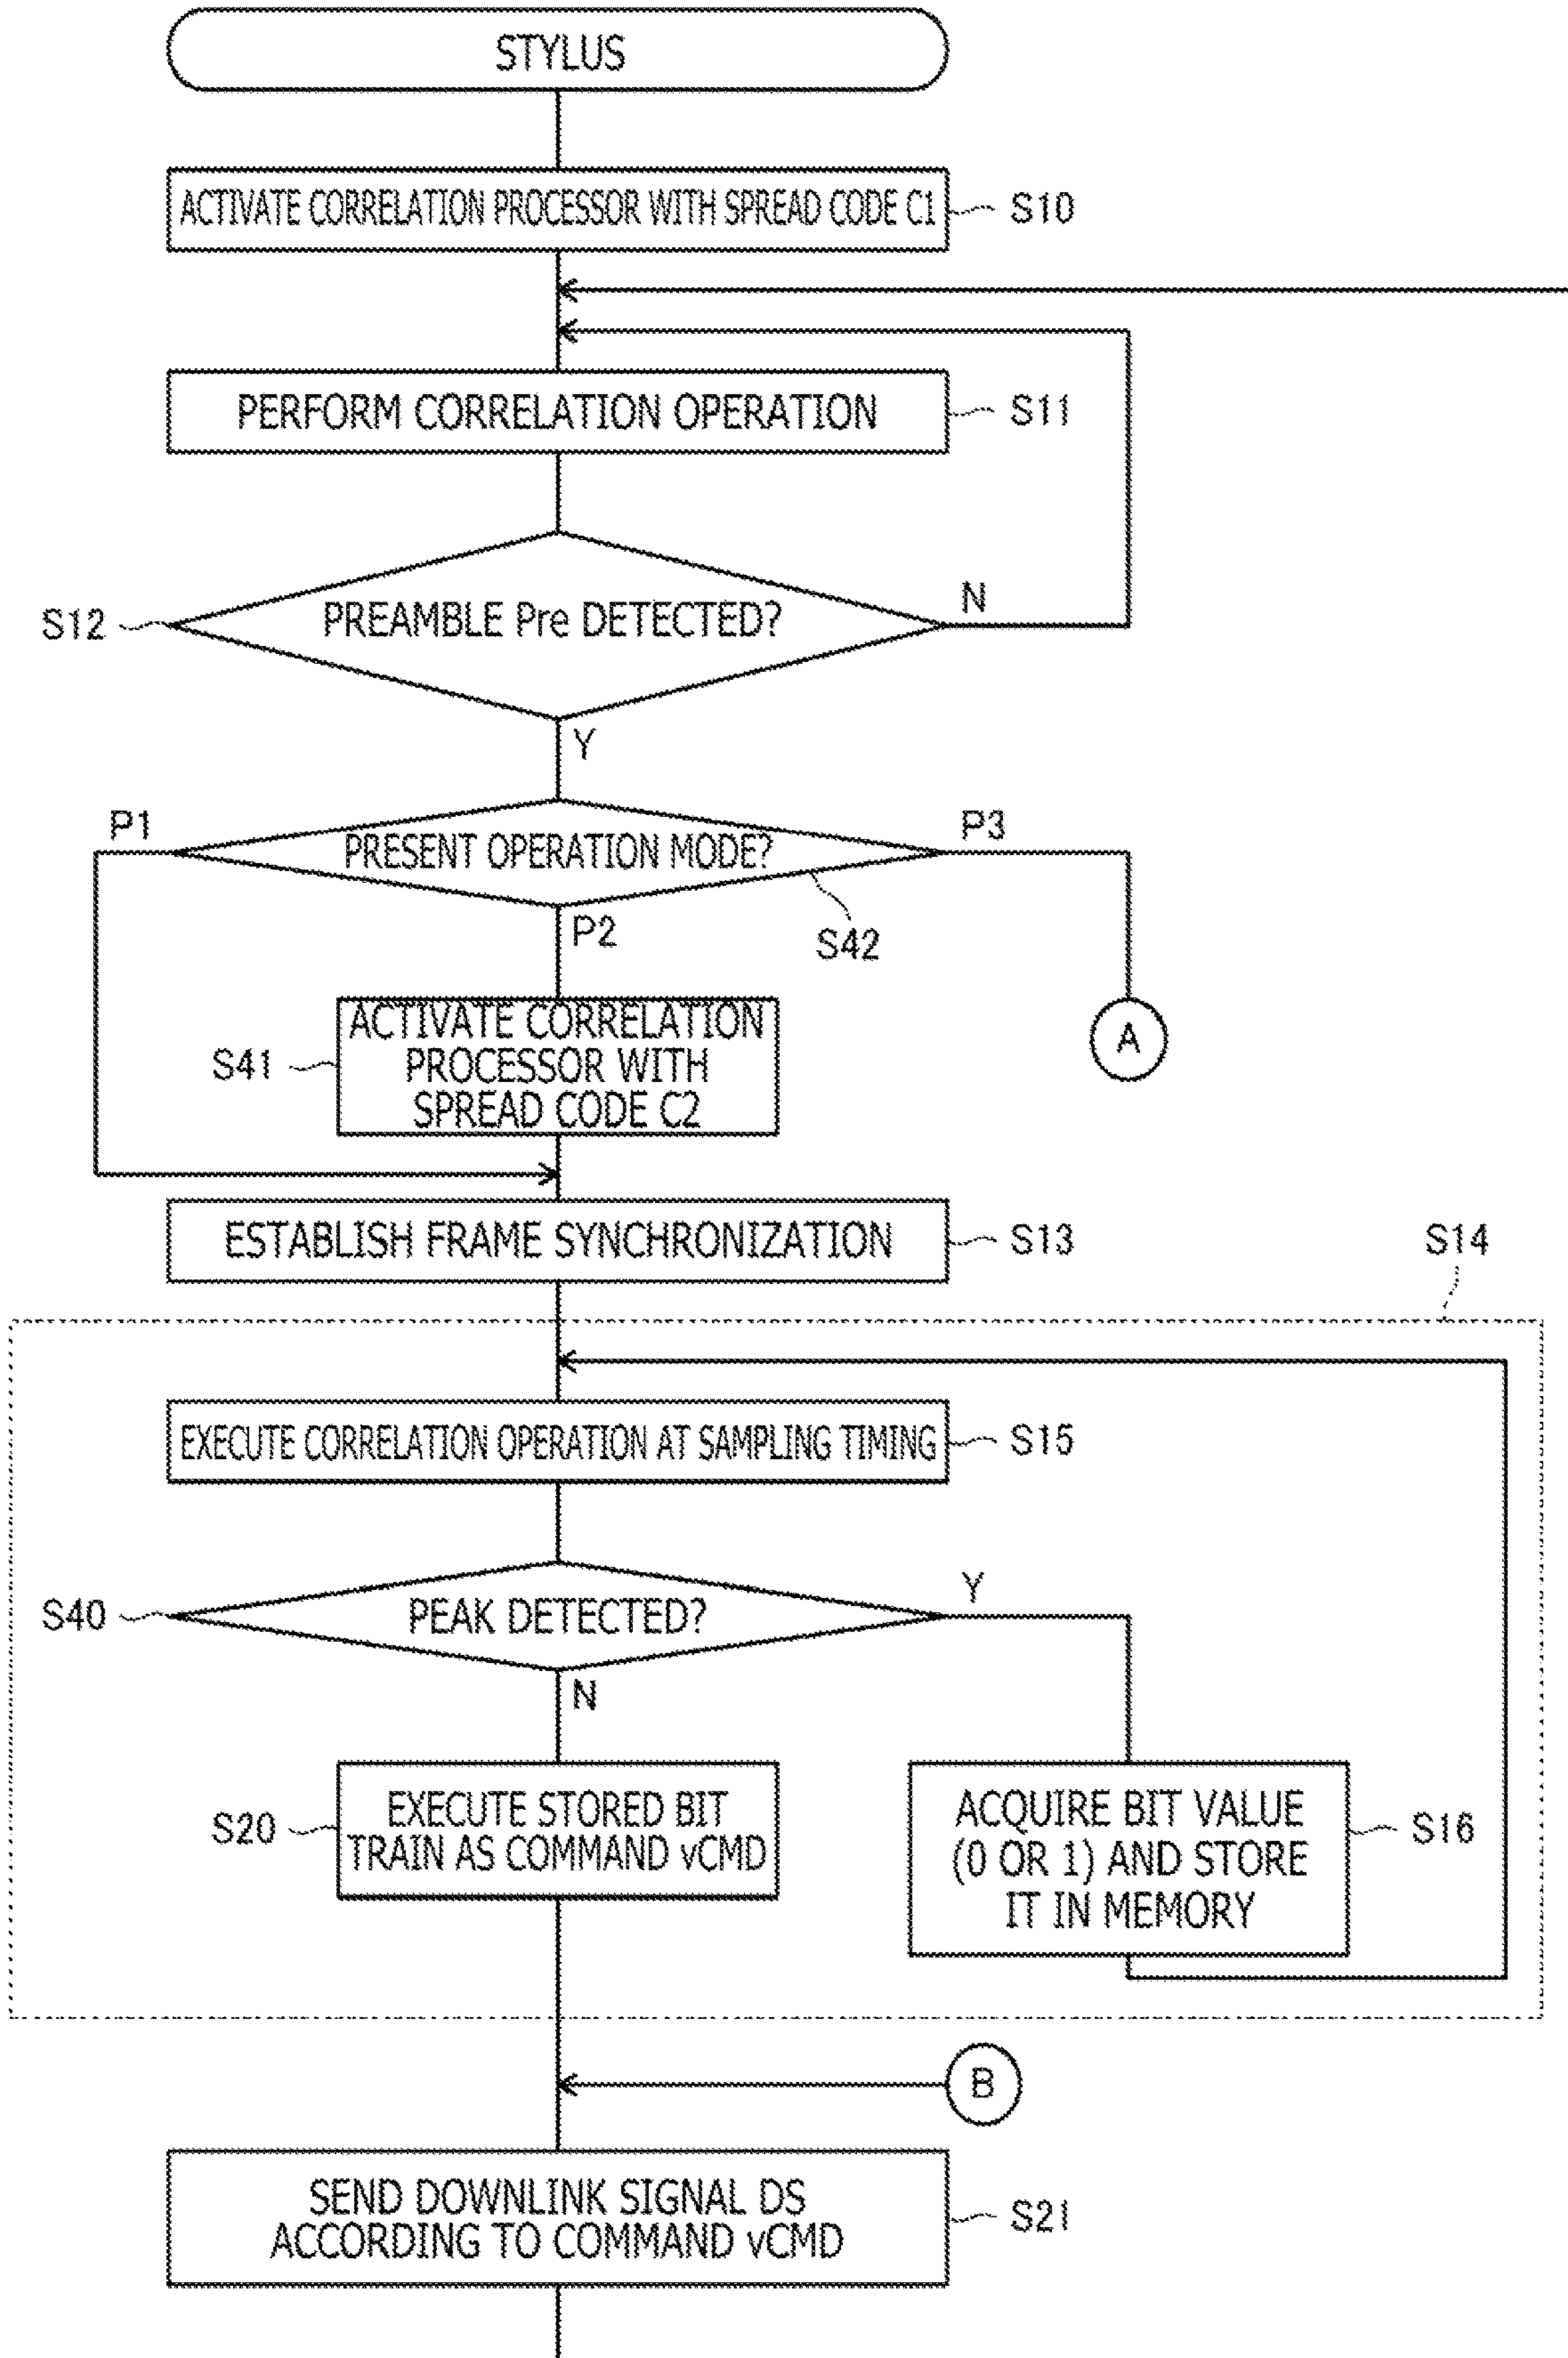 STYLUS
ACTIVATE CORRELATION PROCESSOR WITH SPREAD CODE C1
S10
PERFORM CORRELATION OPERATION
S11
S12
PREAMBLE Pre DETECTED?
N
Y
P1
PRESENT OPERATION MODE?
P3
P2
S42
S41
ACTIVATE CORRELATION
PROCESSOR WITH
SPREAD CODE C2
A
ESTABLISH FRAME SYNCHRONIZATION
S13
S14
EXECUTE CORRELATION OPERATION AT SAMPLING TIMING
S15
S40
PEAK DETECTED?
Y
N
S20
EXECUTE STORED BIT
TRAIN AS COMMAND vCMD
ACQUIRE BIT VALUE
(0 OR 1) AND STORE
IT IN MEMORY
S16
B
SEND DOWNLINK SIGNAL DS
ACCORDING TO COMMAND vCMD
S21